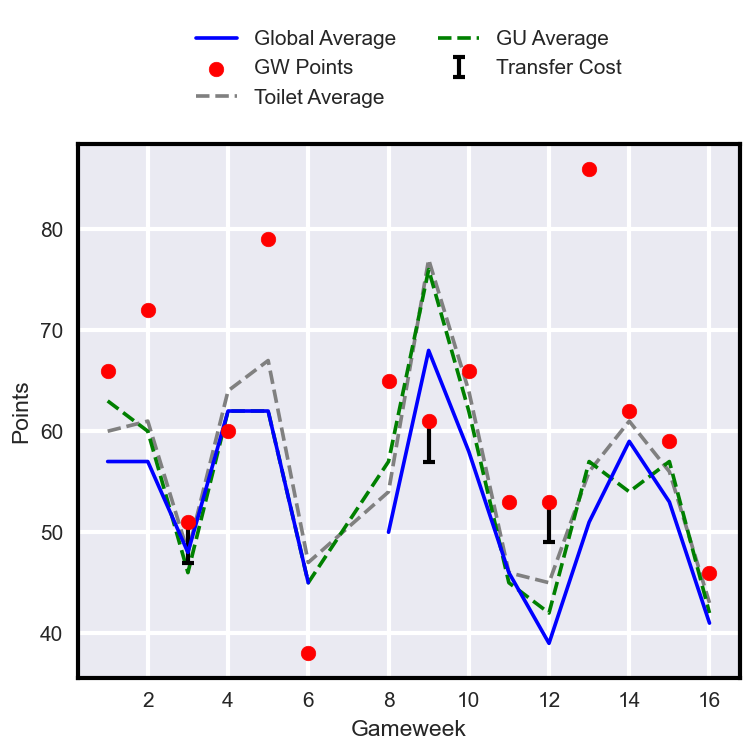 Global Average
GW Points
Toilet Average
GU Average
Transfer Cost
Points
80
70
60
50
40
2 4 6 8 10 12 14 16
Gameweek